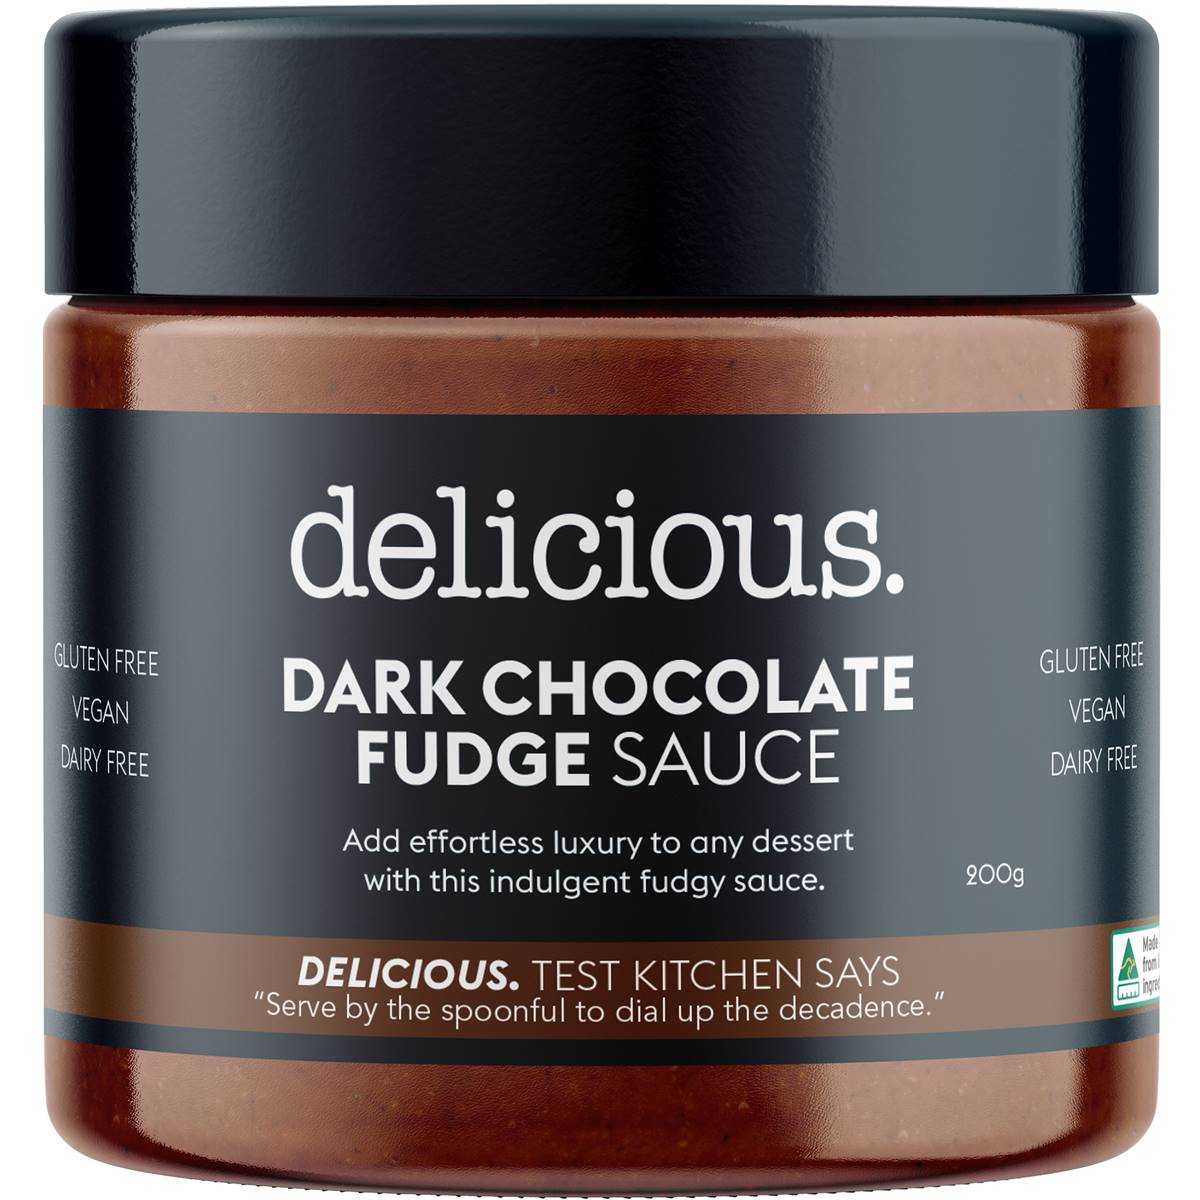 delicious.
DARK CHOCOLATE
FUDGE SAUCE
Add effortless luxury to any dessert
with this indulgent fudgy sauce.
200g
GLUTEN FREE
VEGAN
DAIRY FREE
GLUTEN FREE
VEGAN
DAIRY FREE
DELICIOUS. TEST KITCHEN SAYS
"Serve by the spoonful to dial up the decadence."
Made
from